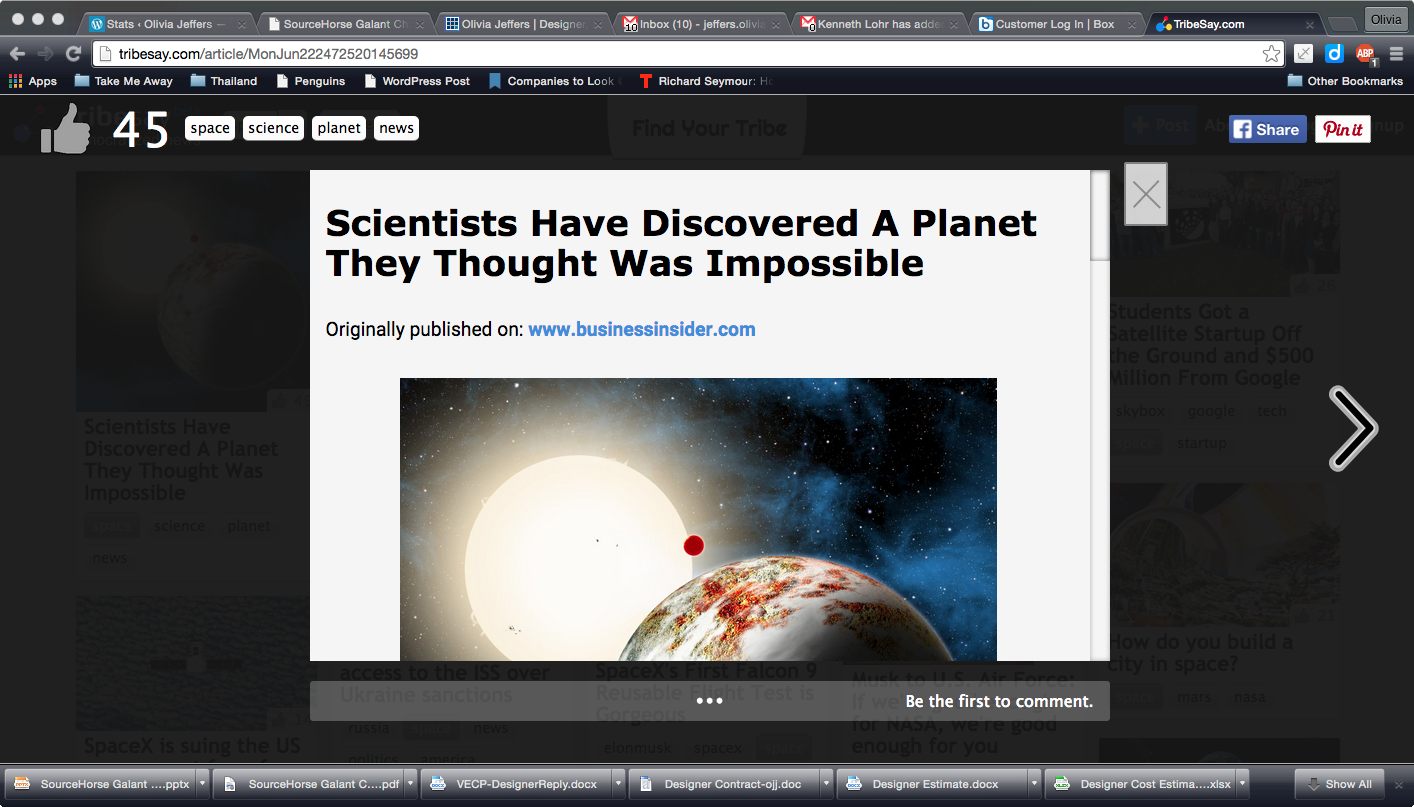 Stats ‹ Olivia Jeffers —
SourceHorse Galant Ch
Olivia Jeffers | Designer
Inbox (10) - jeffers.olivia
Kenneth Lohr has adde
Customer Log In | Box
TribeSay.com
Olivia
tribesay.com/article/MonJun222472520145699
Apps
Take Me Away
Thailand
Penguins
WordPress Post
Companies to Look
Richard Seymour: Ho
Other Bookmarks
45
space
science
planet
news
Find Your Tribe
Post
Share
Pin it
Scientists Have Discovered A Planet
They Thought Was Impossible
Originally published on: www.businessinsider.com
Scientists Have
Discovered A Planet
They Thought Was
Impossible
space science planet
news
Students Got a
Satellite Startup Off
the Ground and $500
Million From Google
skybox google tech
space startup
How do you build a
city in space?
space mars nasa
SpaceX is suing the US
access to the ISS over
Ukraine sanctions
russia space news
politics america
SpaceX's First Falcon 9
Reusable Flight Test is
Gorgeous
elonmusk spacex space
Musk to U.S. Air Force:
for NASA, we're good
enough for you
Be the first to comment.
SourceHorse Galant ....pptx
SourceHorse Galant C....pdf
VECP-DesignerReply.docx
Designer Contract-ojj.doc
Designer Estimate.docx
Designer Cost Estima....xlsx
Show All